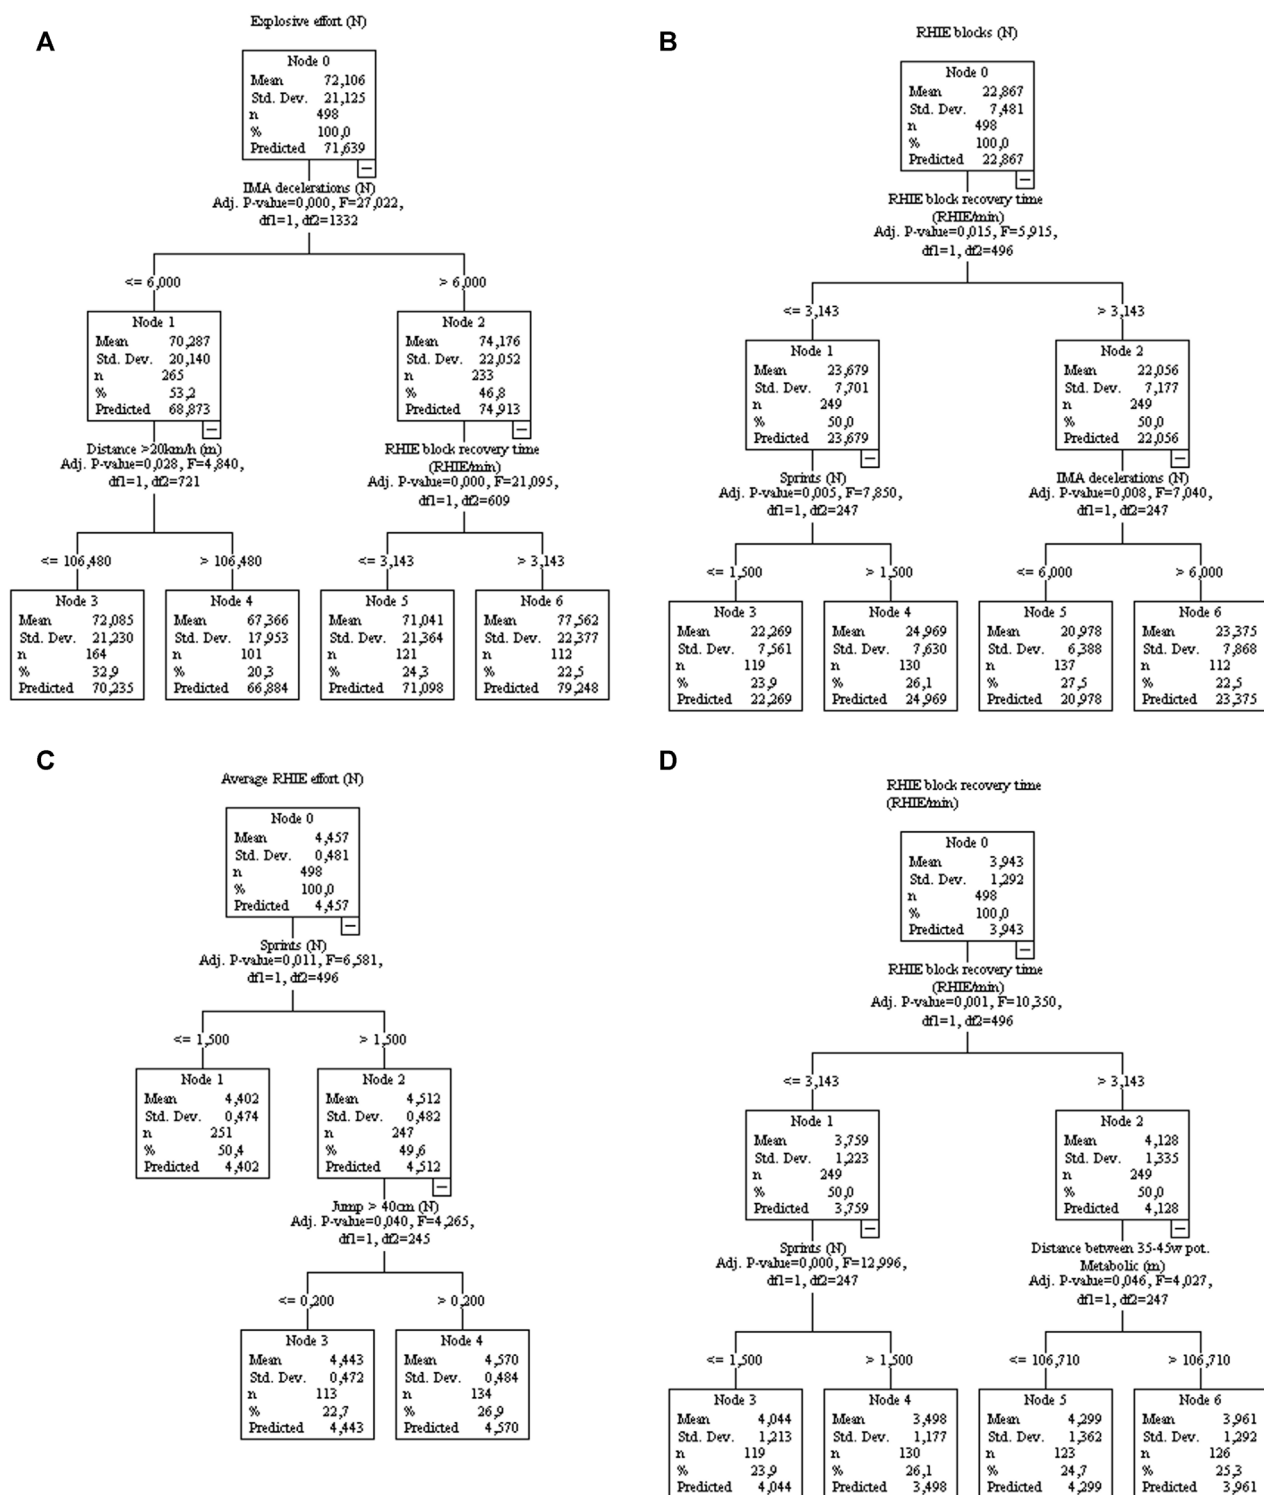 A
Explosive effort (N)
Node 0
Mean 72,106
Std. Dev. 21,125
n 498
% 100,0
Predicted 71,639
IMA decelerations (N)
Adj. P-value=0,000, F=27,022,
df1=1, df2=1332
<= 6,000
> 6,000
Node 1
Mean 70,287
Std. Dev. 20,140
n 265
% 53,2
Predicted 68,873
Node 2
Mean 74,176
Std. Dev. 22,052
n 233
% 46,8
Predicted 74,913
Distance >20km/h (m)
Adj. P-value=0,028, F=4,840,
df1=1, df2=721
RHIE block recovery time
(RHIE/min)
Adj. P-value=0,000, F=21,095,
df1=1, df2=609
<= 106,480
> 106,480
<= 3,143
> 3,143
Node 3
Mean 72,085
Std. Dev. 21,230
n 164
% 32,9
Predicted 70,235
Node 4
Mean 67,366
Std. Dev. 17,953
n 101
% 20,3
Predicted 66,884
Node 5
Mean 71,041
Std. Dev. 21,364
n 121
% 24,3
Predicted 71,098
Node 6
Mean 77,562
Std. Dev. 22,377
n 112
% 22,5
Predicted 79,248
B
RHIE blocks (N)
Node 0
Mean 22,867
Std. Dev. 7,481
n 498
% 100,0
Predicted 22,867
RHIE block recovery time
(RHIE/min)
Adj. P-value=0,015, F=5,915,
df1=1, df2=496
<= 3,143
> 3,143
Node 1
Mean 23,679
Std. Dev. 7,701
n 249
% 50,0
Predicted 23,679
Node 2
Mean 22,056
Std. Dev. 7,177
n 249
% 50,0
Predicted 22,056
Sprints (N)
Adj. P-value=0,005, F=7,850,
df1=1, df2=247
IMA decelerations (N)
Adj. P-value=0,008, F=7,040,
df1=1, df2=247
<= 1,500
> 1,500
<= 6,000
> 6,000
Node 3
Mean 22,269
Std. Dev. 7,561
n 119
% 23,9
Predicted 22,269
Node 4
Mean 24,969
Std. Dev. 7,630
n 130
% 26,1
Predicted 24,969
Node 5
Mean 20,978
Std. Dev. 6,388
n 137
% 27,5
Predicted 20,978
Node 6
Mean 23,375
Std. Dev. 7,868
n 112
% 22,5
Predicted 23,375
C
Average RHIE effort (N)
Node 0
Mean 4,457
Std. Dev. 0,481
n 498
% 100,0
Predicted 4,457
Sprints (N)
Adj. P-value=0,011, F=6,581,
df1=1, df2=496
<= 1,500
> 1,500
Node 1
Mean 4,402
Std. Dev. 0,474
n 251
% 50,4
Predicted 4,402
Node 2
Mean 4,512
Std. Dev. 0,482
n 247
% 49,6
Predicted 4,512
Jump > 40cm (N)
Adj. P-value=0,040, F=4,265,
df1=1, df2=245
<= 0,200
> 0,200
Node 3
Mean 4,443
Std. Dev. 0,472
n 113
% 22,7
Predicted 4,443
Node 4
Mean 4,570
Std. Dev. 0,484
n 134
% 26,9
Predicted 4,570
D
RHIE block recovery time
(RHIE/min)
Node 0
Mean 3,943
Std. Dev. 1,292
n 498
% 100,0
Predicted 3,943
RHIE block recovery time
(RHIE/min)
Adj. P-value=0,001, F=10,350,
df1=1, df2=496
<= 3,143
> 3,143
Node 1
Mean 3,759
Std. Dev. 1,223
n 249
% 50,0
Predicted 3,759
Node 2
Mean 4,128
Std. Dev. 1,335
n 249
% 50,0
Predicted 4,128
Sprints (N)
Adj. P-value=0,000, F=12,996,
df1=1, df2=247
Distance between 35-45w pot.
Metabolic (m)
Adj. P-value=0,046, F=4,027,
df1=1, df2=247
<= 1,500
> 1,500
<= 106,710
> 106,710
Node 3
Mean 4,044
Std. Dev. 1,213
n 119
% 23,9
Predicted 4,044
Node 4
Mean 3,498
Std. Dev. 1,177
n 130
% 26,1
Predicted 3,498
Node 5
Mean 4,299
Std. Dev. 1,362
n 123
% 24,7
Predicted 4,299
Node 6
Mean 3,961
Std. Dev. 1,292
n 126
% 25,3
Predicted 3,961